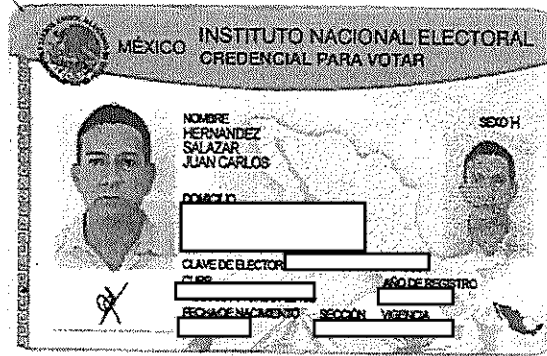 MÉXICO
INSTITUTO NACIONAL ELECTORAL
CREDENCIAL PARA VOTAR
NOMBRE
HERNANDEZ
SALAZAR
JUAN CARLOS
SEXO H
DOMICILIO
CLAVE DE ELECTOR
CURP
AÑO DE REGISTRO
FECHA DE NACIMIENTO
SECCIÓN
VIGENCIA